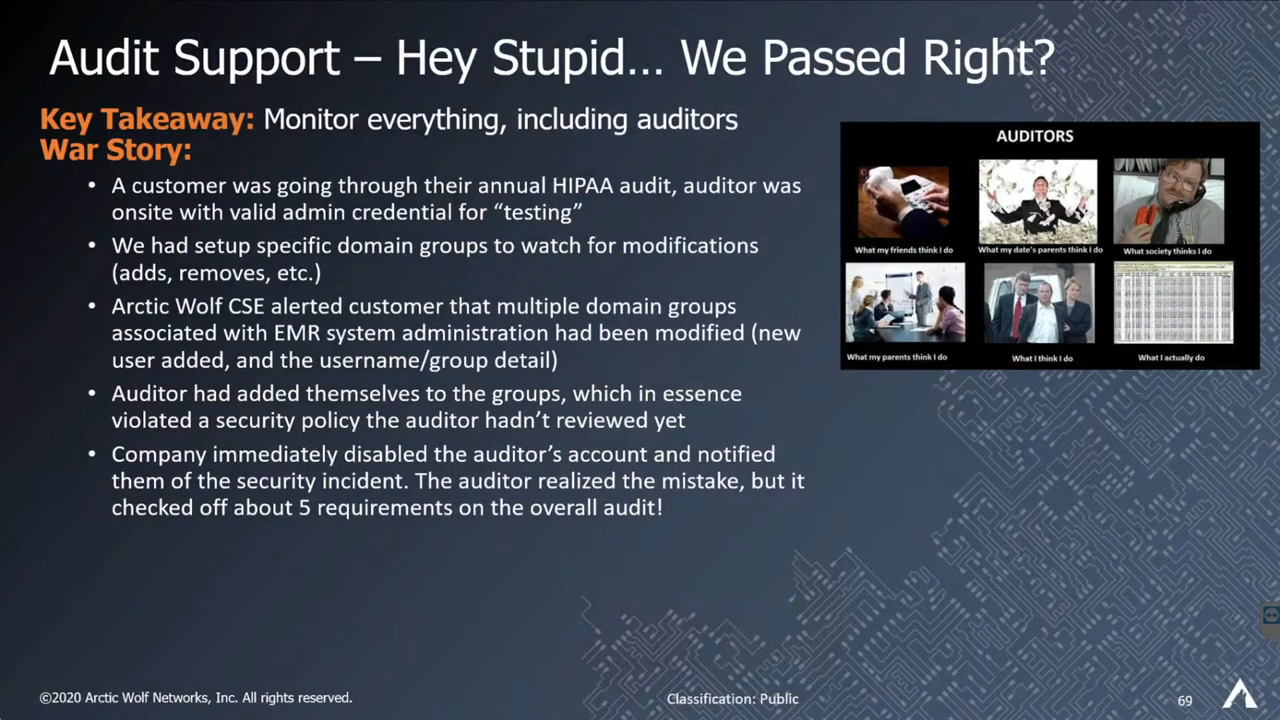 Audit Support – Hey Stupid… We Passed Right?
Key Takeaway: Monitor everything, including auditors
War Story:
• A customer was going through their annual HIPAA audit, auditor was
onsite with valid admin credential for “testing”
• We had setup specific domain groups to watch for modifications
(adds, removes, etc.)
• Arctic Wolf CSE alerted customer that multiple domain groups
associated with EMR system administration had been modified (new
user added, and the username/group detail)
• Auditor had added themselves to the groups, which in essence
violated a security policy the auditor hadn’t reviewed yet
• Company immediately disabled the auditor’s account and notified
them of the security incident. The auditor realized the mistake, but it
checked off about 5 requirements on the overall audit!
AUDITORS
What my friends think I do
What my date's parents think I do
What society thinks I do
What my parents think I do
What I think I do
What I actually do
©2020 Arctic Wolf Networks, Inc. All rights reserved.
Classification: Public
69